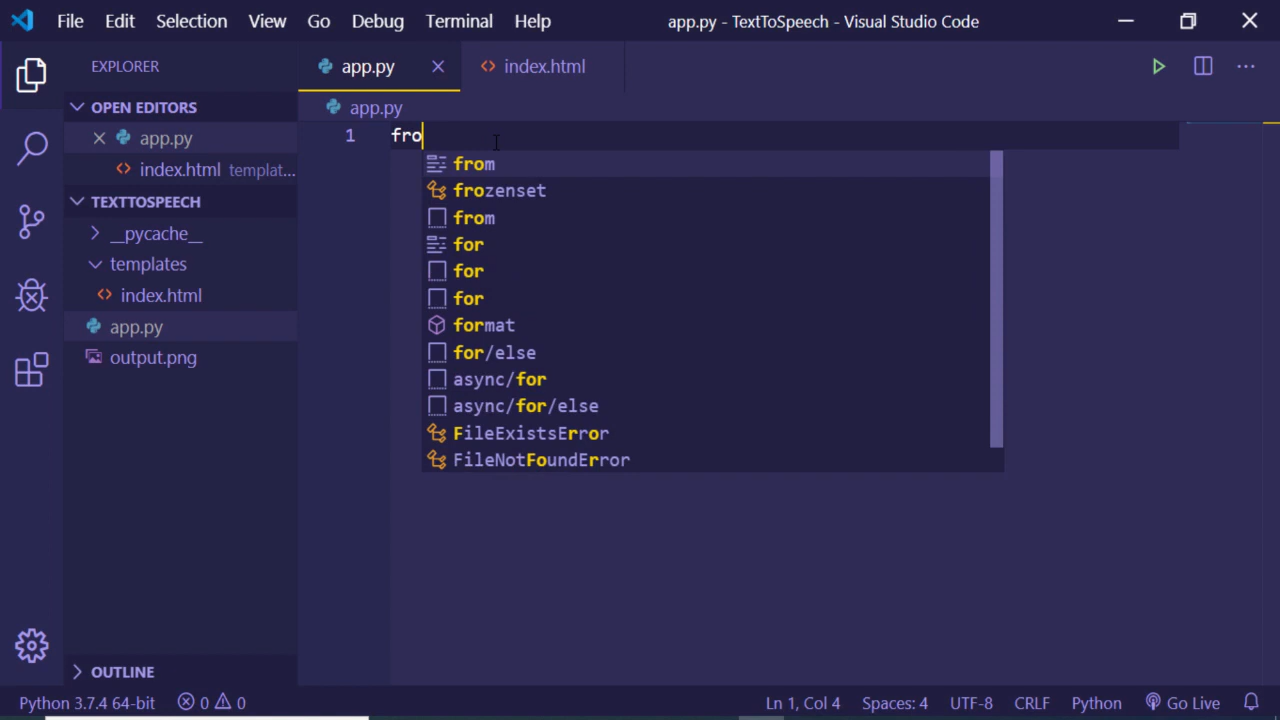 File Edit Selection View Go Debug Terminal Help app.py - TextToSpeech - Visual Studio Code
EXPLORER
app.py
index.html
OPEN EDITORS
app.py
index.html templat...
TEXTTOSPEECH
__pycache__
templates
index.html
app.py
output.png
OUTLINE
app.py
1 fro
from
frozenset
from
for
for
for
format
for/else
async/for
async/for/else
FileExistsError
FileNotFoundError
Python 3.7.4 64-bit 0 0 Ln 1, Col 4 Spaces: 4 UTF-8 CRLF Python Go Live